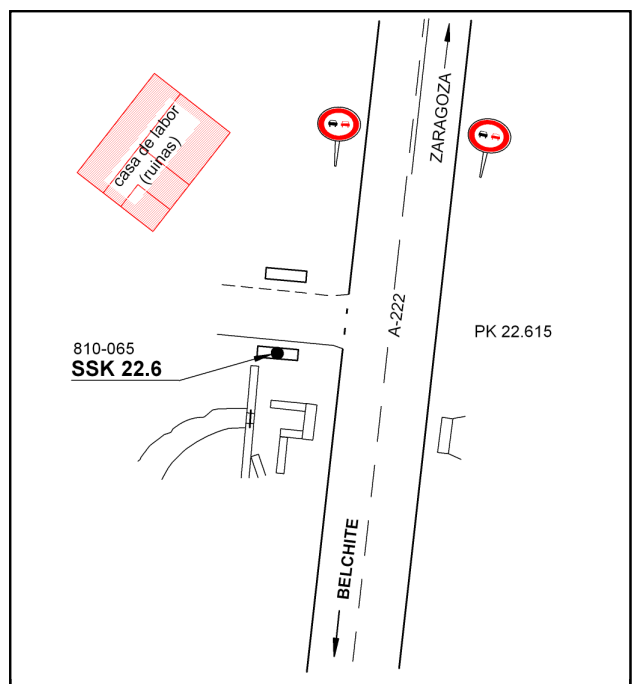 casa de labor
(ruinas)
ZARAGOZA
A-222
PK 22.615
810-065
SSK 22.6
BELCHITE